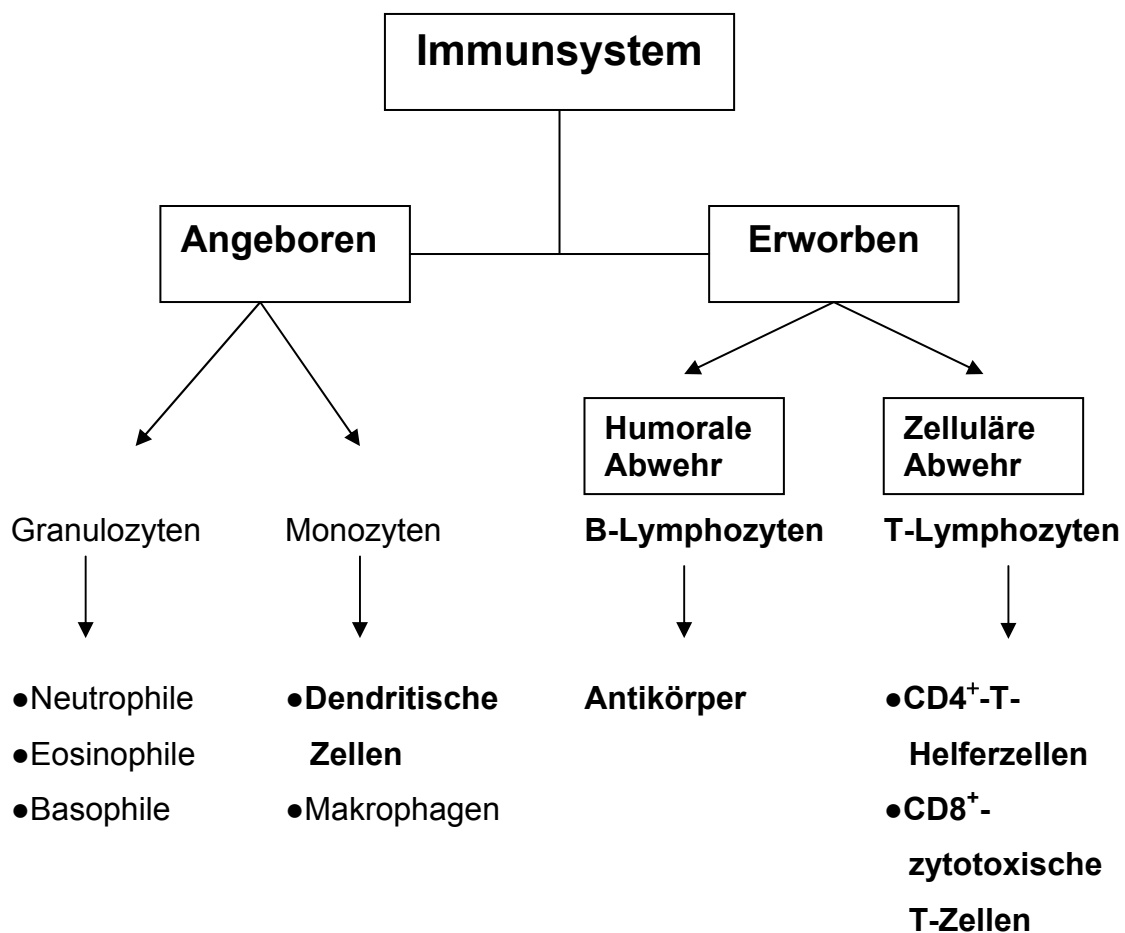 Immunsystem
Angeboren
Erworben
Humorale
Abwehr
Zelluläre
Abwehr
Granulozyten
Monozyten
B-Lymphozyten
T-Lymphozyten
●Neutrophile
●Eosinophile
●Basophile
●Dendritische
Zellen
●Makrophagen
Antikörper
●CD4⁺-T-
Helferzellen
●CD8⁺-
zytotoxische
T-Zellen